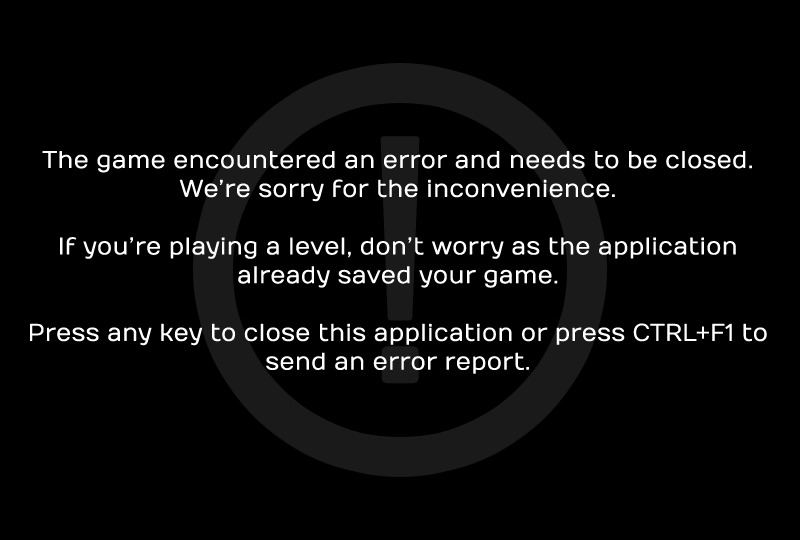 The game encountered an error and needs to be closed.
We’re sorry for the inconvenience.
If you’re playing a level, don’t worry as the application
already saved your game.
Press any key to close this application or press CTRL+F1 to
send an error report.